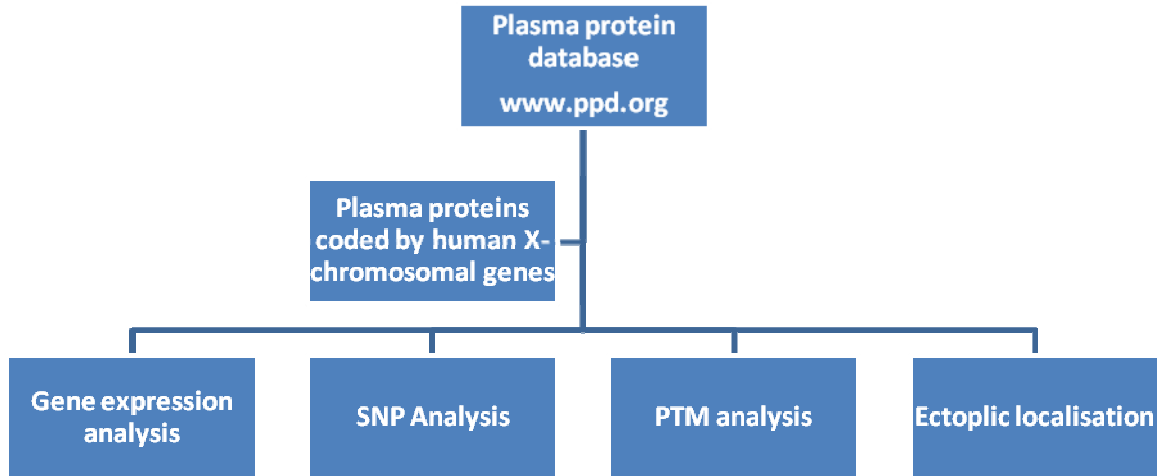 Plasma protein
database
www.ppd.org
Plasma proteins
coded by human X-
chromosomal genes
Gene expression
analysis
SNP Analysis
PTM analysis
Ectoplic localisation